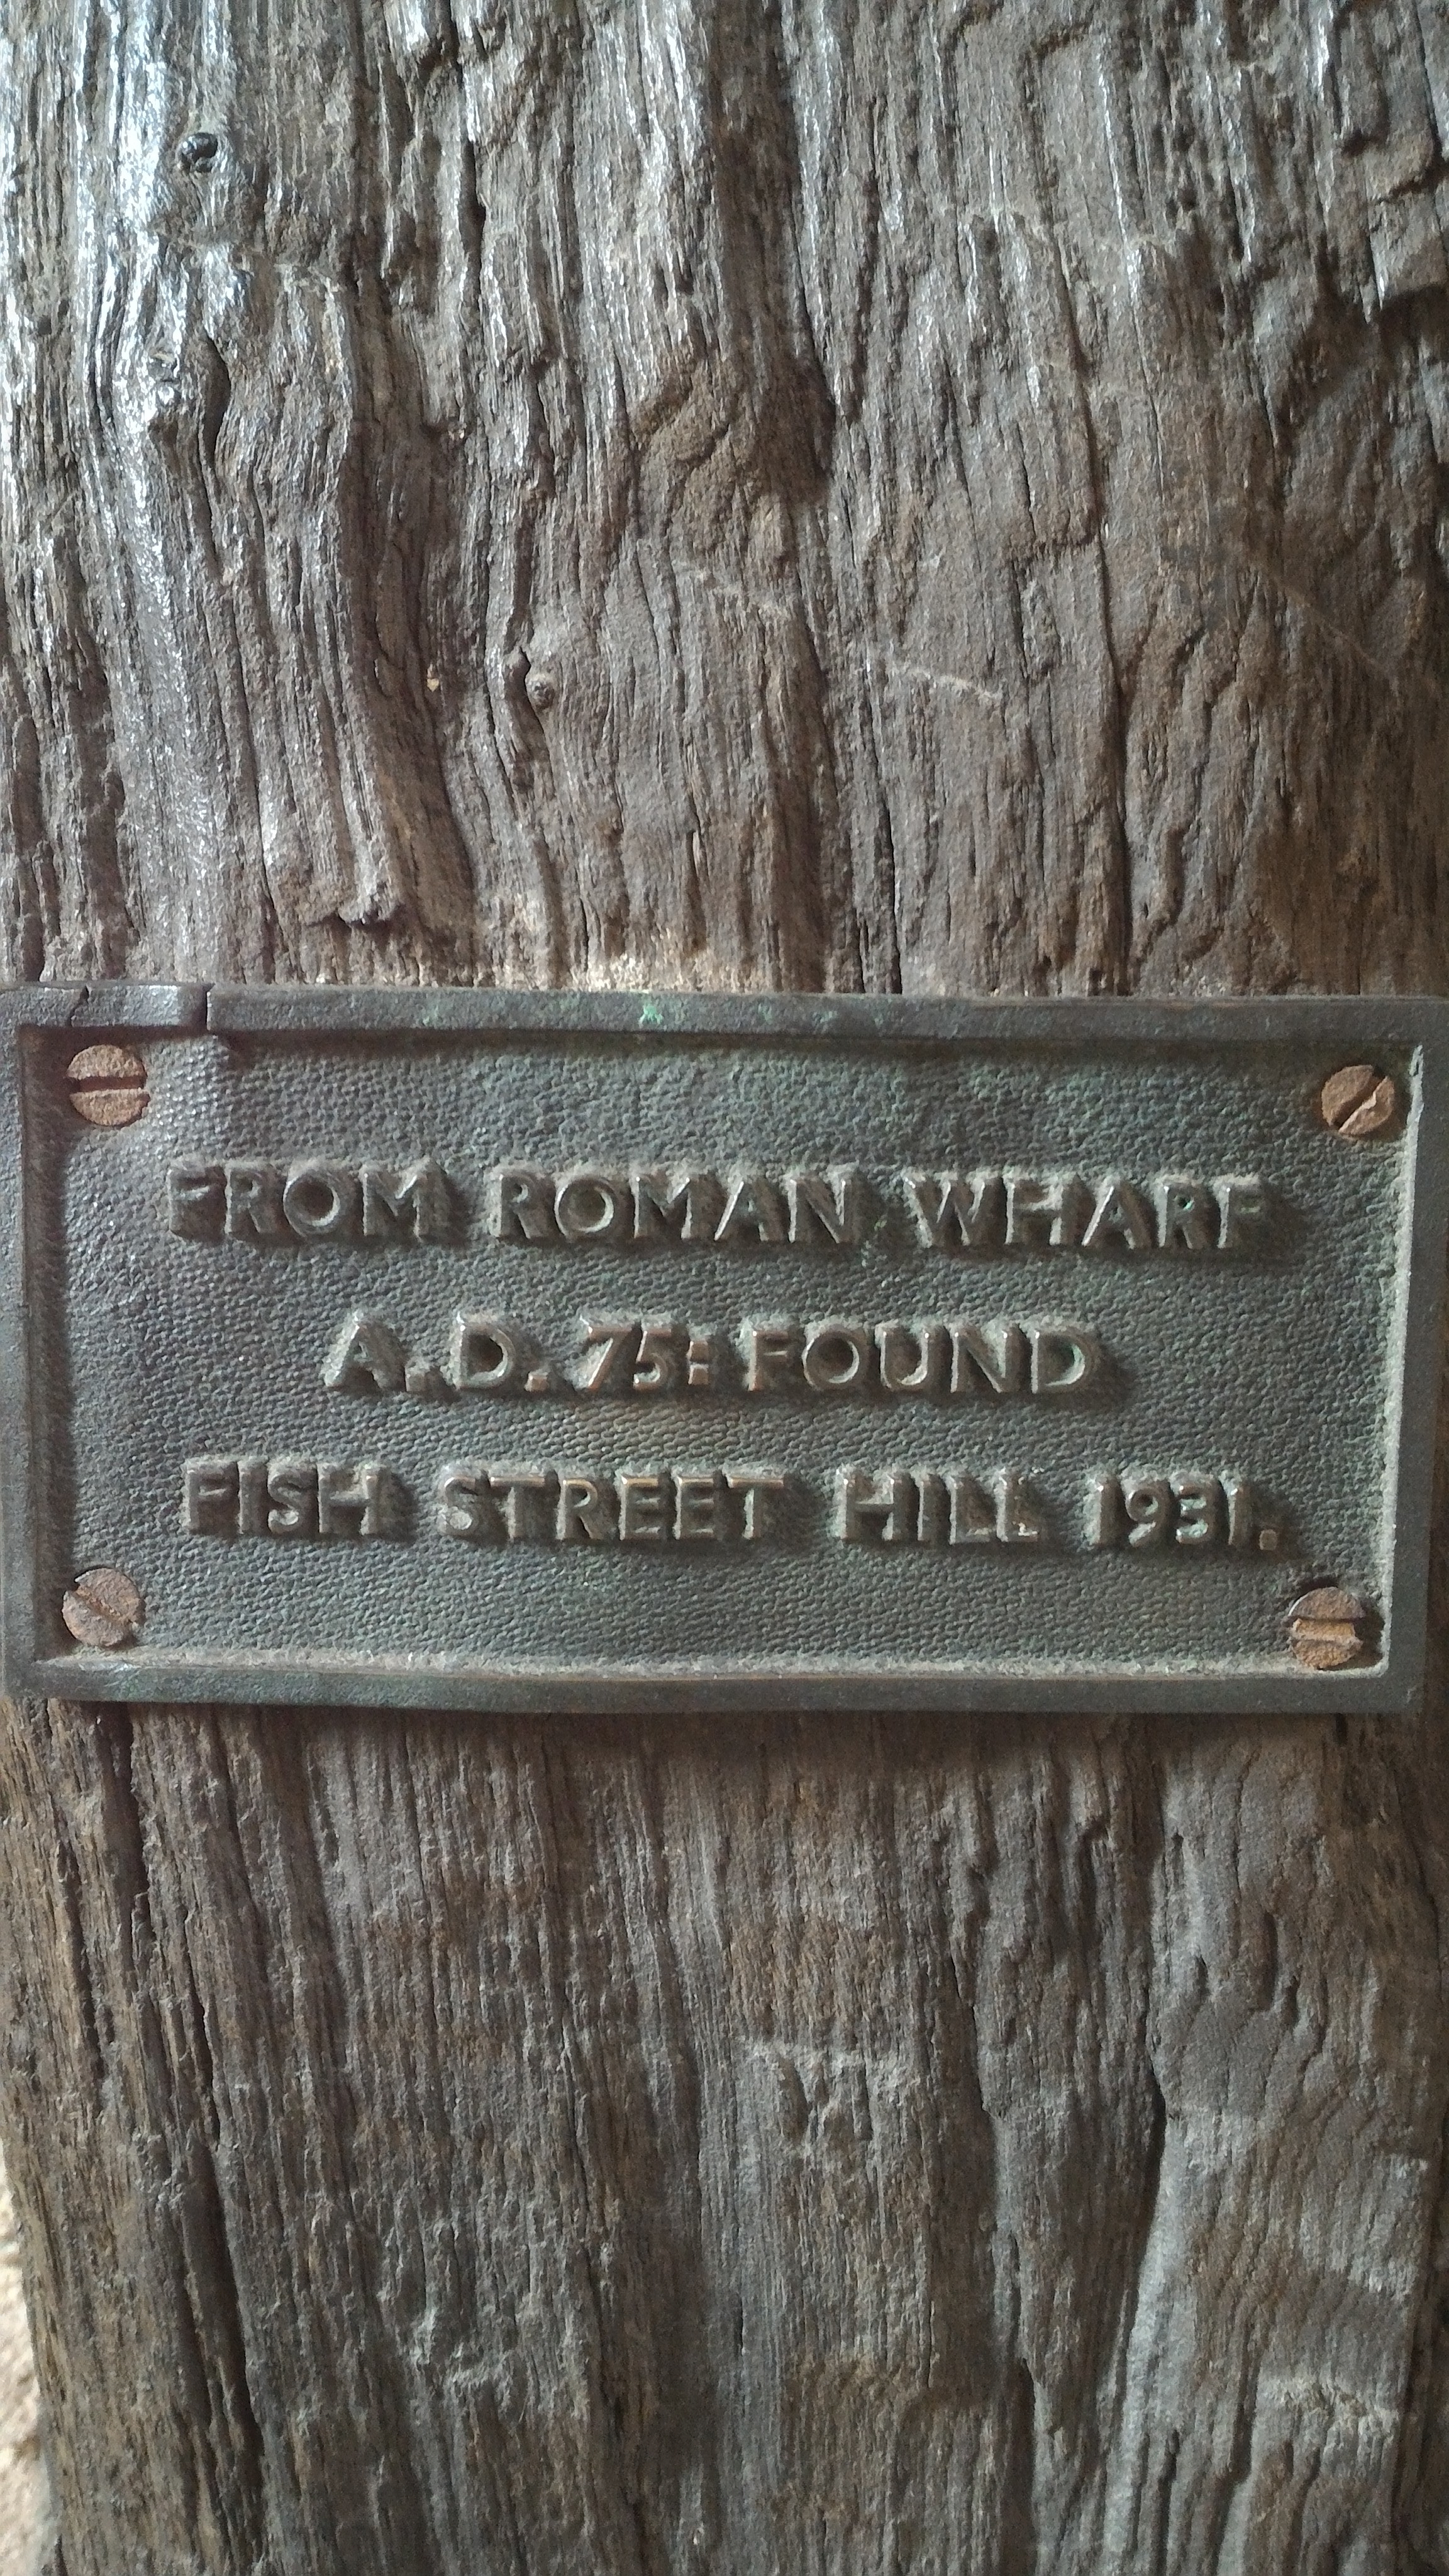 FROM ROMAN WHARF
A.D. 75: FOUND
FISH STREET HILL 1931.